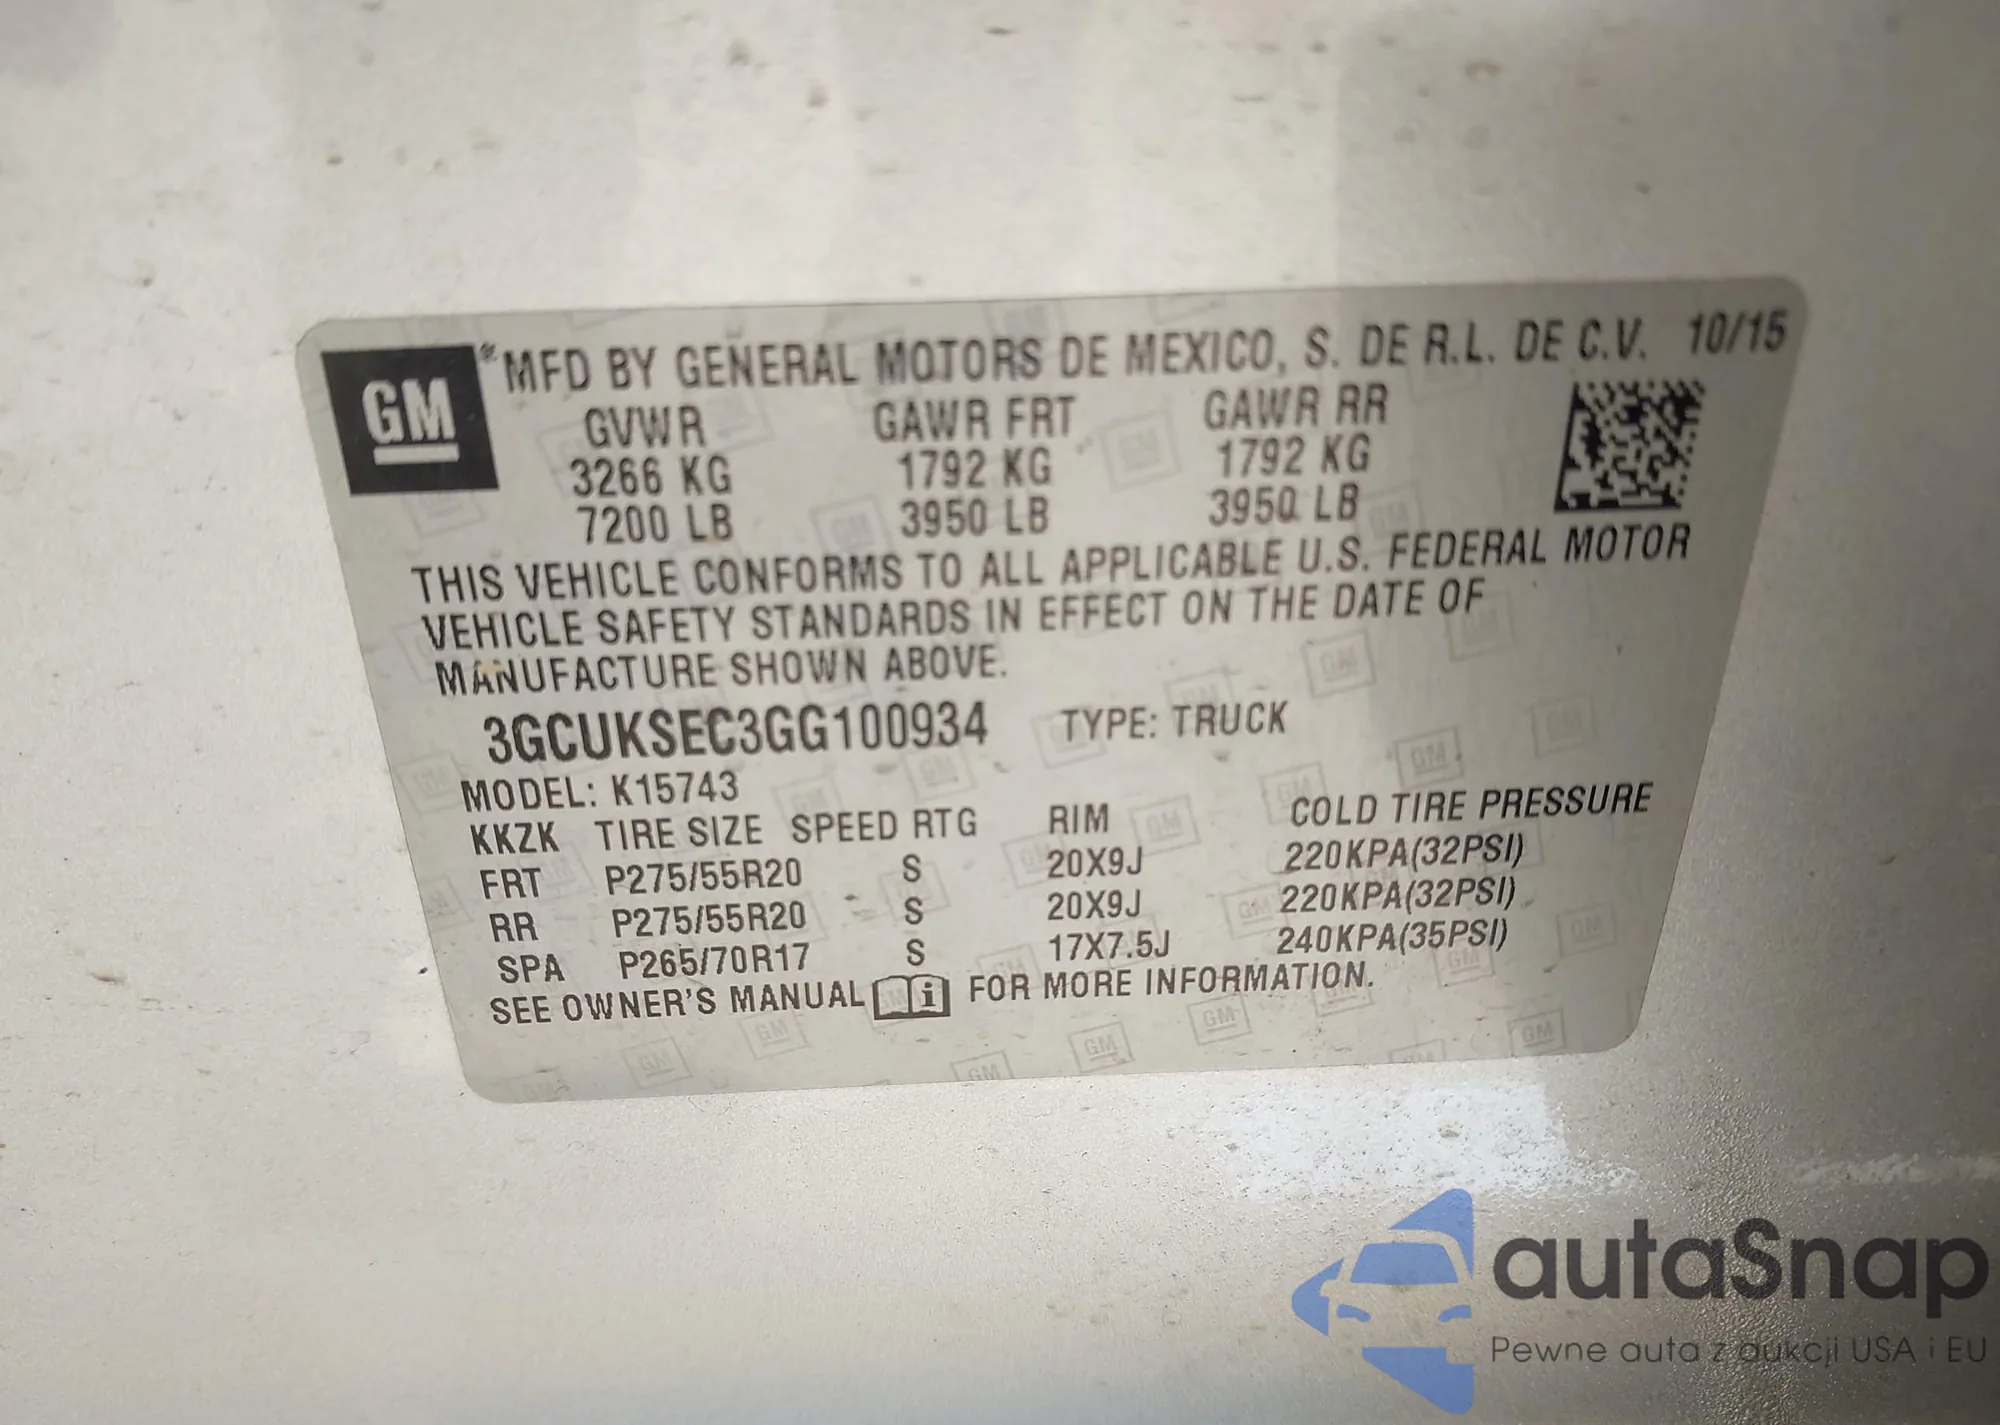 GM
® MFD BY GENERAL MOTORS DE MEXICO, S. DE R.L. DE C.V. 10/15
GVWR GAWR FRT GAWR RR
3266 KG 1792 KG 1792 KG
7200 LB 3950 LB 3950 LB
THIS VEHICLE CONFORMS TO ALL APPLICABLE U.S. FEDERAL MOTOR
VEHICLE SAFETY STANDARDS IN EFFECT ON THE DATE OF
MANUFACTURE SHOWN ABOVE.
3GCUKSEC3GG100934 TYPE: TRUCK
MODEL: K15743
KKZK TIRE SIZE SPEED RTG RIM COLD TIRE PRESSURE
FRT P275/55R20 S 20X9J 220KPA(32PSI)
RR P275/55R20 S 20X9J 220KPA(32PSI)
SPA P265/70R17 S 17X7.5J 240KPA(35PSI)
SEE OWNER'S MANUAL i FOR MORE INFORMATION.
autaSnap
Pewne auta z aukcji USA i EU